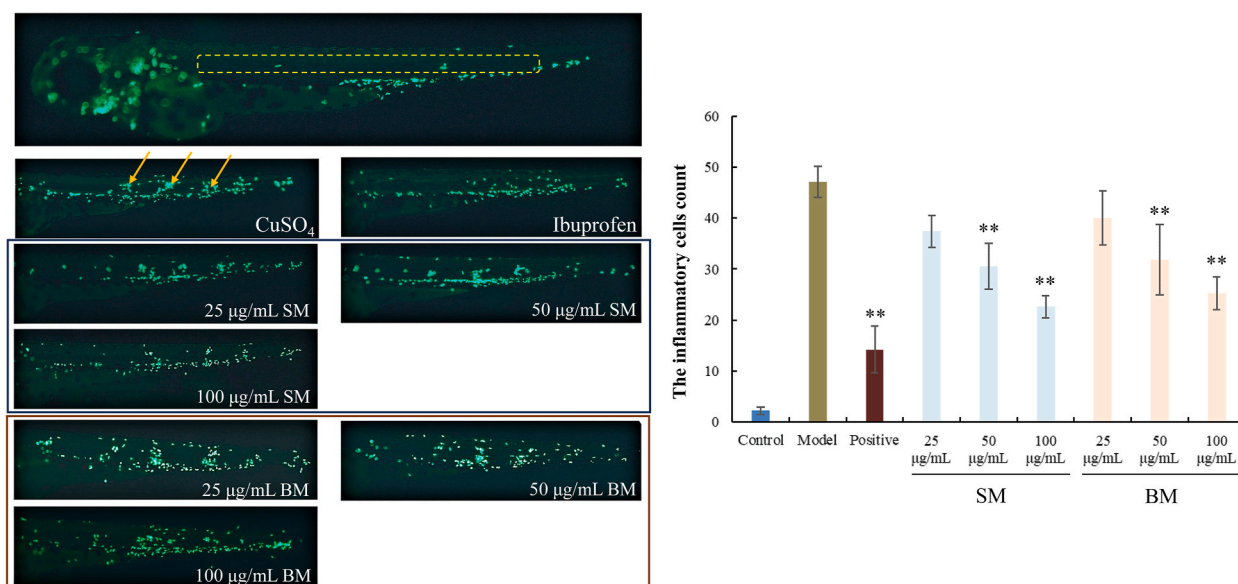 CuSO₄
Ibuprofen
25 μg/mL SM
50 μg/mL SM
100 μg/mL SM
25 μg/mL BM
50 μg/mL BM
100 μg/mL BM
The inflammatory cells count
60
50
40
30
20
10
0
**
**
**
**
**
Control Model Positive 25 μg/mL 50 μg/mL 100 μg/mL 25 μg/mL 50 μg/mL 100 μg/mL
SM BM